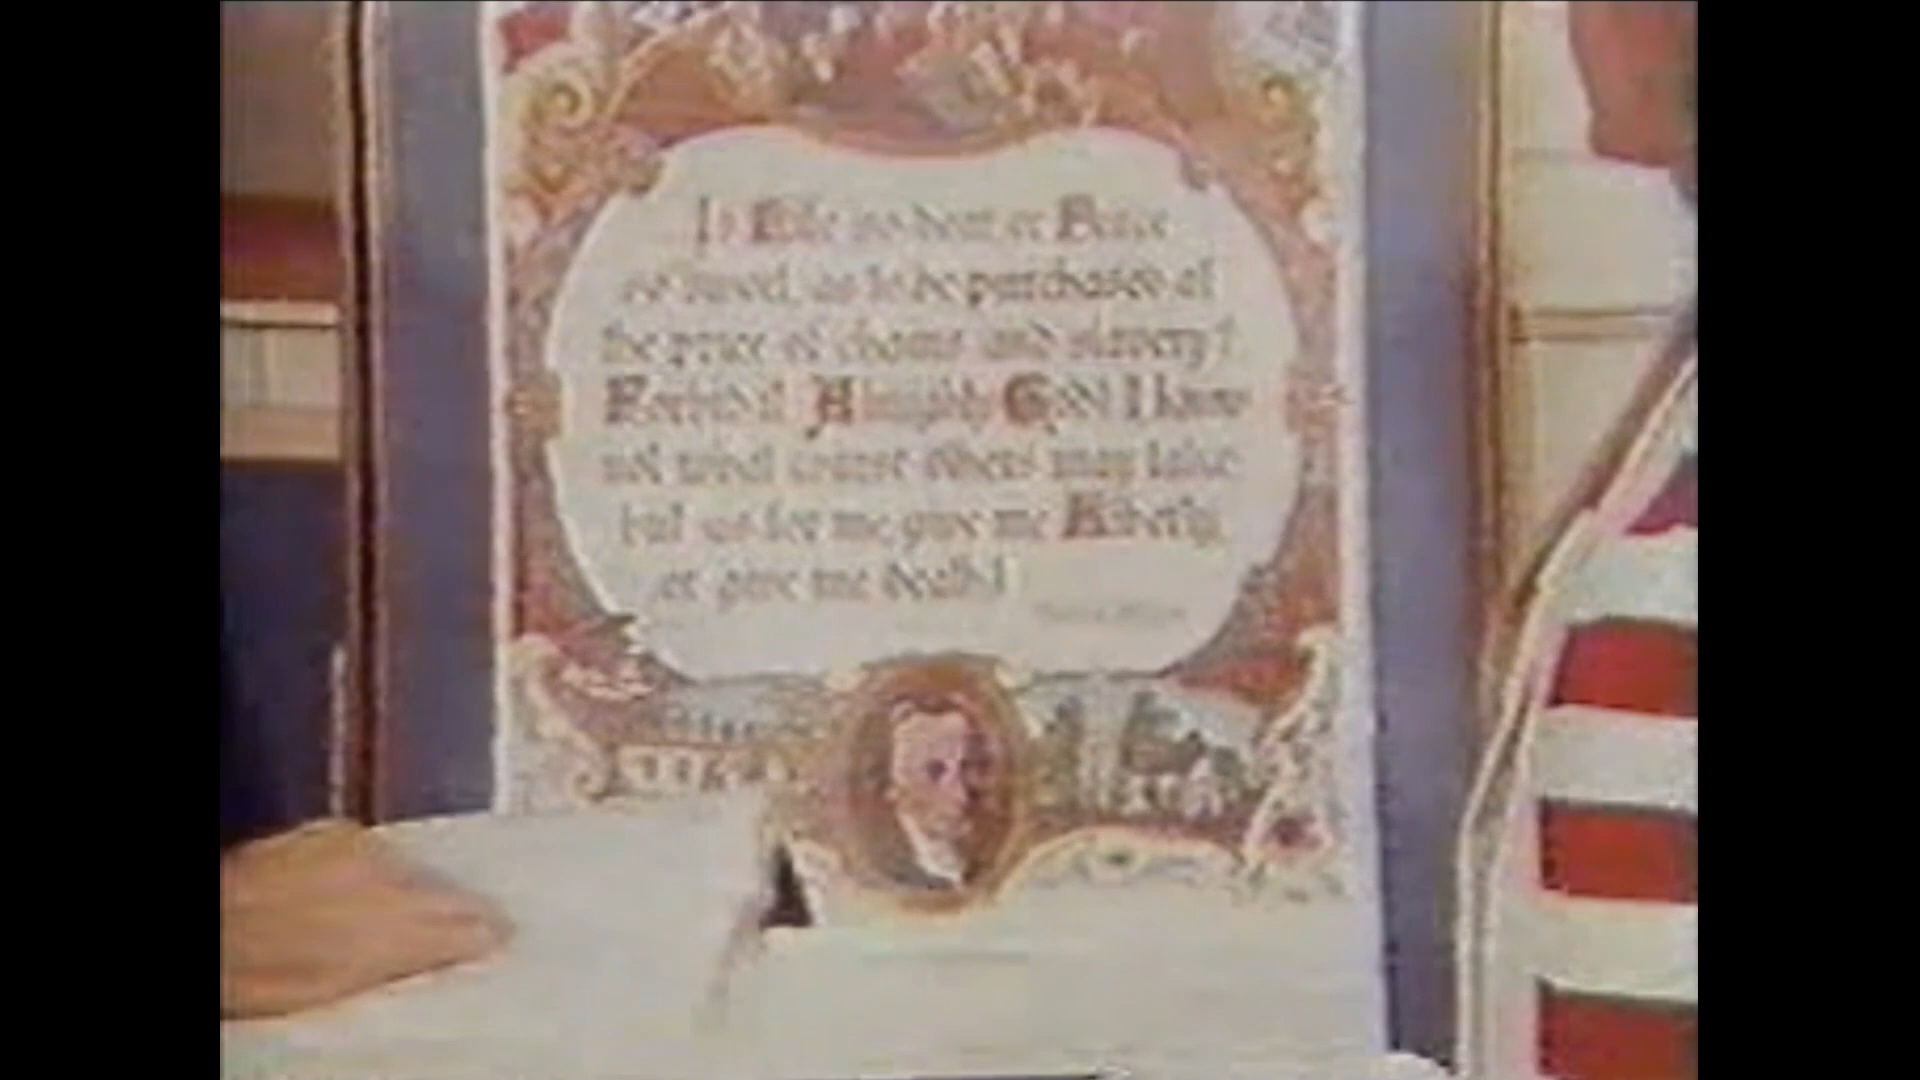 Is Life so dear, or Peace
so sweet, as to be purchased at
the price of chains and slavery?
Forbid it Almighty God! I know
not what course others may take
but as for me, give me Liberty,
or give me death!